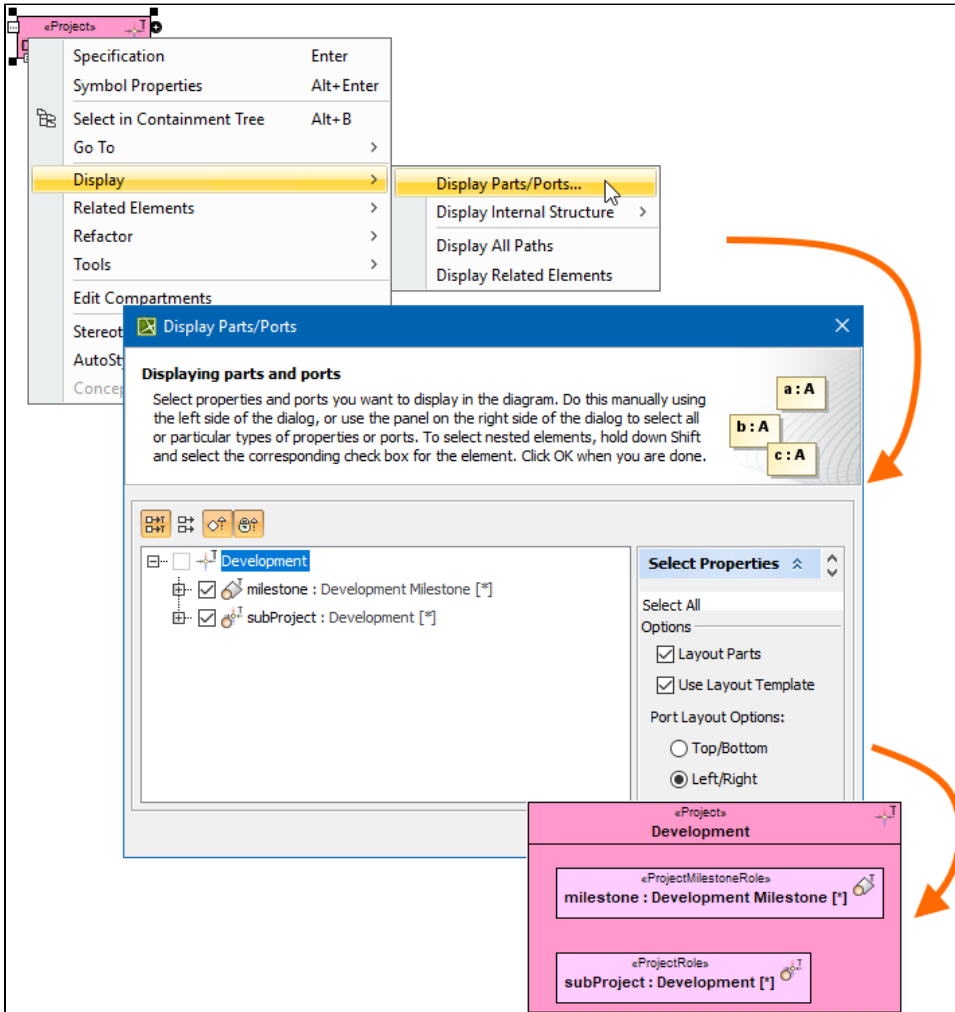 «Project»
Specification Enter
Symbol Properties Alt+Enter
Select in Containment Tree Alt+B
Go To
Display
Related Elements
Refactor
Tools
Edit Compartments
Display Parts/Ports...
Display Internal Structure
Display All Paths
Display Related Elements
Display Parts/Ports
Displaying parts and ports
Select properties and ports you want to display in the diagram. Do this manually using
the left side of the dialog, or use the panel on the right side of the dialog to select all
or particular types of properties or ports. To select nested elements, hold down Shift
and select the corresponding check box for the element. Click OK when you are done.
a : A
b : A
c : A
Development
milestone : Development Milestone [*]
subProject : Development [*]
Select Properties
Select All
Options
Layout Parts
Use Layout Template
Port Layout Options:
Top/Bottom
Left/Right
«Project»
Development
«ProjectMilestoneRole»
milestone : Development Milestone [*]
«ProjectRole»
subProject : Development [*]